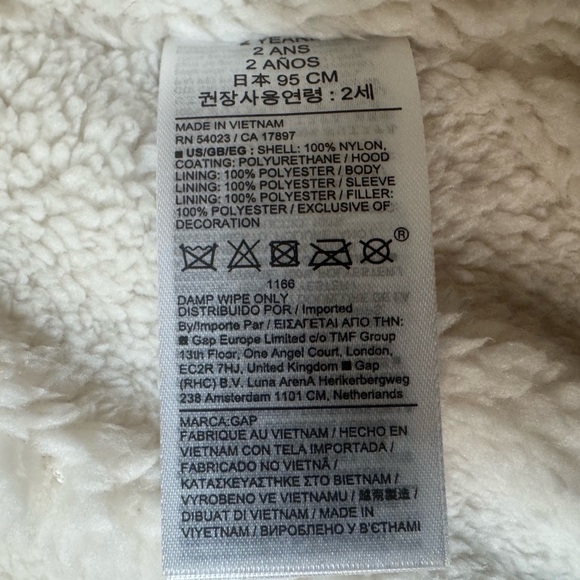 2 YEARS
2 ANS
2 AÑOS
日本 95 CM
권장사용연령 : 2세
MADE IN VIETNAM
RN 54023 / CA 17897
■ US/GB/EG : SHELL: 100% NYLON,
COATING: POLYURETHANE / HOOD
LINING: 100% POLYESTER / BODY
LINING: 100% POLYESTER / SLEEVE
LINING: 100% POLYESTER / FILLER:
100% POLYESTER / EXCLUSIVE OF
DECORATION
®
1166
DAMP WIPE ONLY
DISTRIBUIDO POR / Imported
By/Importe Par / ΕΙΣΑΓΕΤΑΙ ΑΠΟ ΤΗΝ:
■ Gap Europe Limited c/o TMF Group
13th Floor, One Angel Court, London,
EC2R 7HJ, United Kingdom ■ Gap
(RHC) B.V. Luna ArenA Herikerbergweg
238 Amsterdam 1101 CM, Netherlands
MARCA:GAP
FABRIQUE AU VIETNAM / HECHO EN
VIETNAM CON TELA IMPORTADA /
FABRICADO NO VIETNÃ /
ΚΑΤΑΣΚΕΥΑΣΤΗΚΕ ΣΤΟ ΒΙΕΤΝΑΜ /
VYROBENO VE VIETNAMU / 越南製造 /
DIBUAT DI VIETNAM / MADE IN
VIYETNAM / ВИРОБЛЕНО У В'ЄТНАМІ